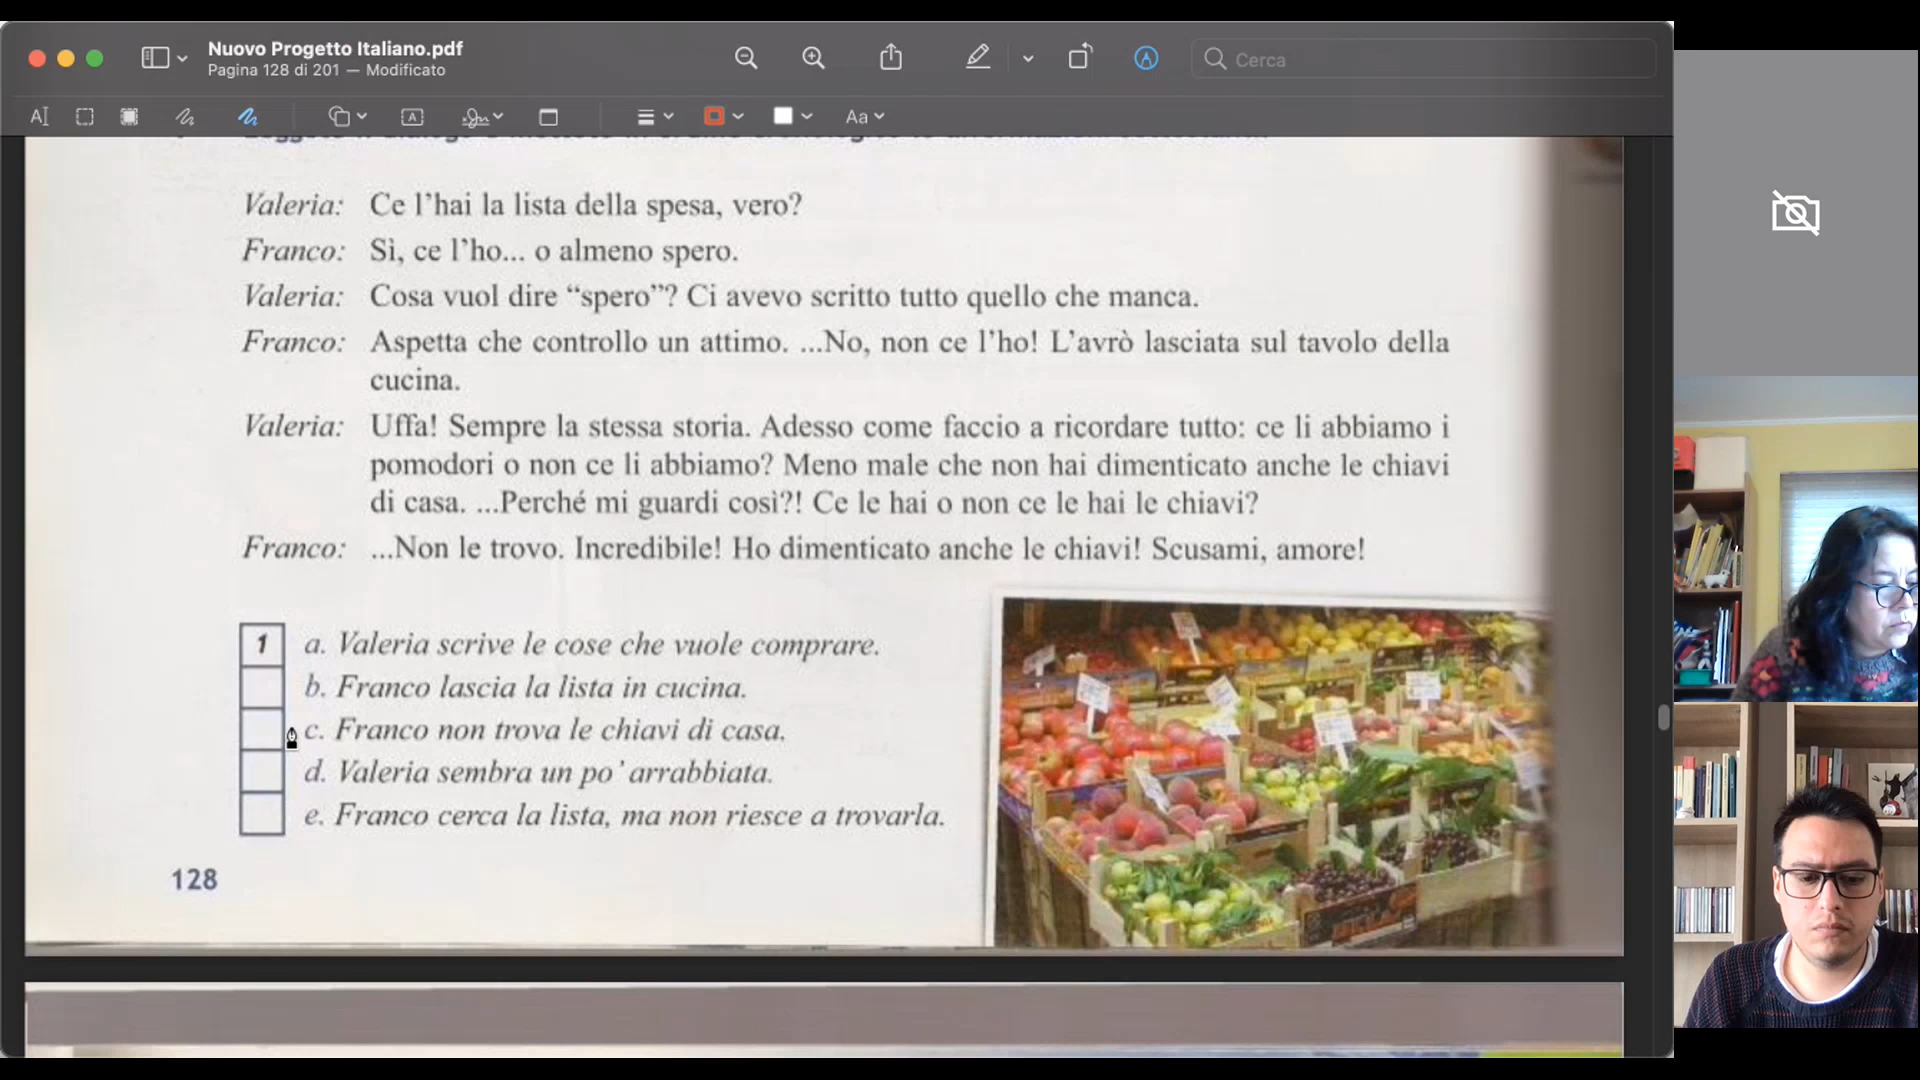 Nuovo Progetto Italiano.pdf
Pagina 128 di 201 — Modificato
Cerca
Aa
Valeria: Ce l'hai la lista della spesa, vero?
Franco: Sì, ce l'ho... o almeno spero.
Valeria: Cosa vuol dire “spero”? Ci avevo scritto tutto quello che manca.
Franco: Aspetta che controllo un attimo. ...No, non ce l'ho! L'avrò lasciata sul tavolo della
cucina.
Valeria: Uffa! Sempre la stessa storia. Adesso come faccio a ricordare tutto: ce li abbiamo i
pomodori o non ce li abbiamo? Meno male che non hai dimenticato anche le chiavi
di casa. ...Perché mi guardi così?! Ce le hai o non ce le hai le chiavi?
Franco: ...Non le trovo. Incredibile! Ho dimenticato anche le chiavi! Scusami, amore!
1 a. Valeria scrive le cose che vuole comprare.
b. Franco lascia la lista in cucina.
c. Franco non trova le chiavi di casa.
d. Valeria sembra un po' arrabbiata.
e. Franco cerca la lista, ma non riesce a trovarla.
128